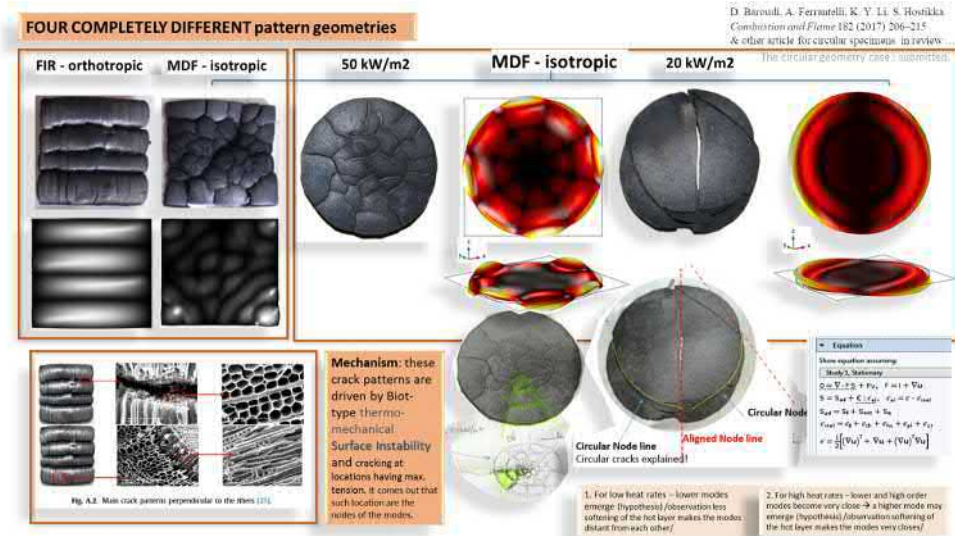 FOUR COMPLETELY DIFFERENT pattern geometries
D. Baroudi, A. Ferrantelli, K. Y. Li, S. Hostikka
Combustion and Flame 182 (2017) 206–215
& other article for circular specimens in review ...
The circular geometry case : submitted.
FIR - orthotropic
MDF - isotropic
50 kW/m2
MDF - isotropic
20 kW/m2
Fig. A.2. Main crack patterns perpendicular to the fibers [25].
Mechanism: these
crack patterns are
driven by Biot-
type thermo-
mechanical
Surface Instability
and cracking at
locations having max.
tension. It comes out that
such location are the
nodes of the modes.
Circular Node
Aligned Node line
Circular Node line
Circular cracks explained!
Equation
Show equation assuming:
Study 1, Stationary
1. For low heat rates – lower modes
emerge (hypothesis) /observation less
softening of the hot layer makes the modes
distant from each other/
2. For high heat rates – lower and high order
modes become very close → a higher mode may
emerge (hypothesis) /observation softening of
the hot layer makes the modes very closes/